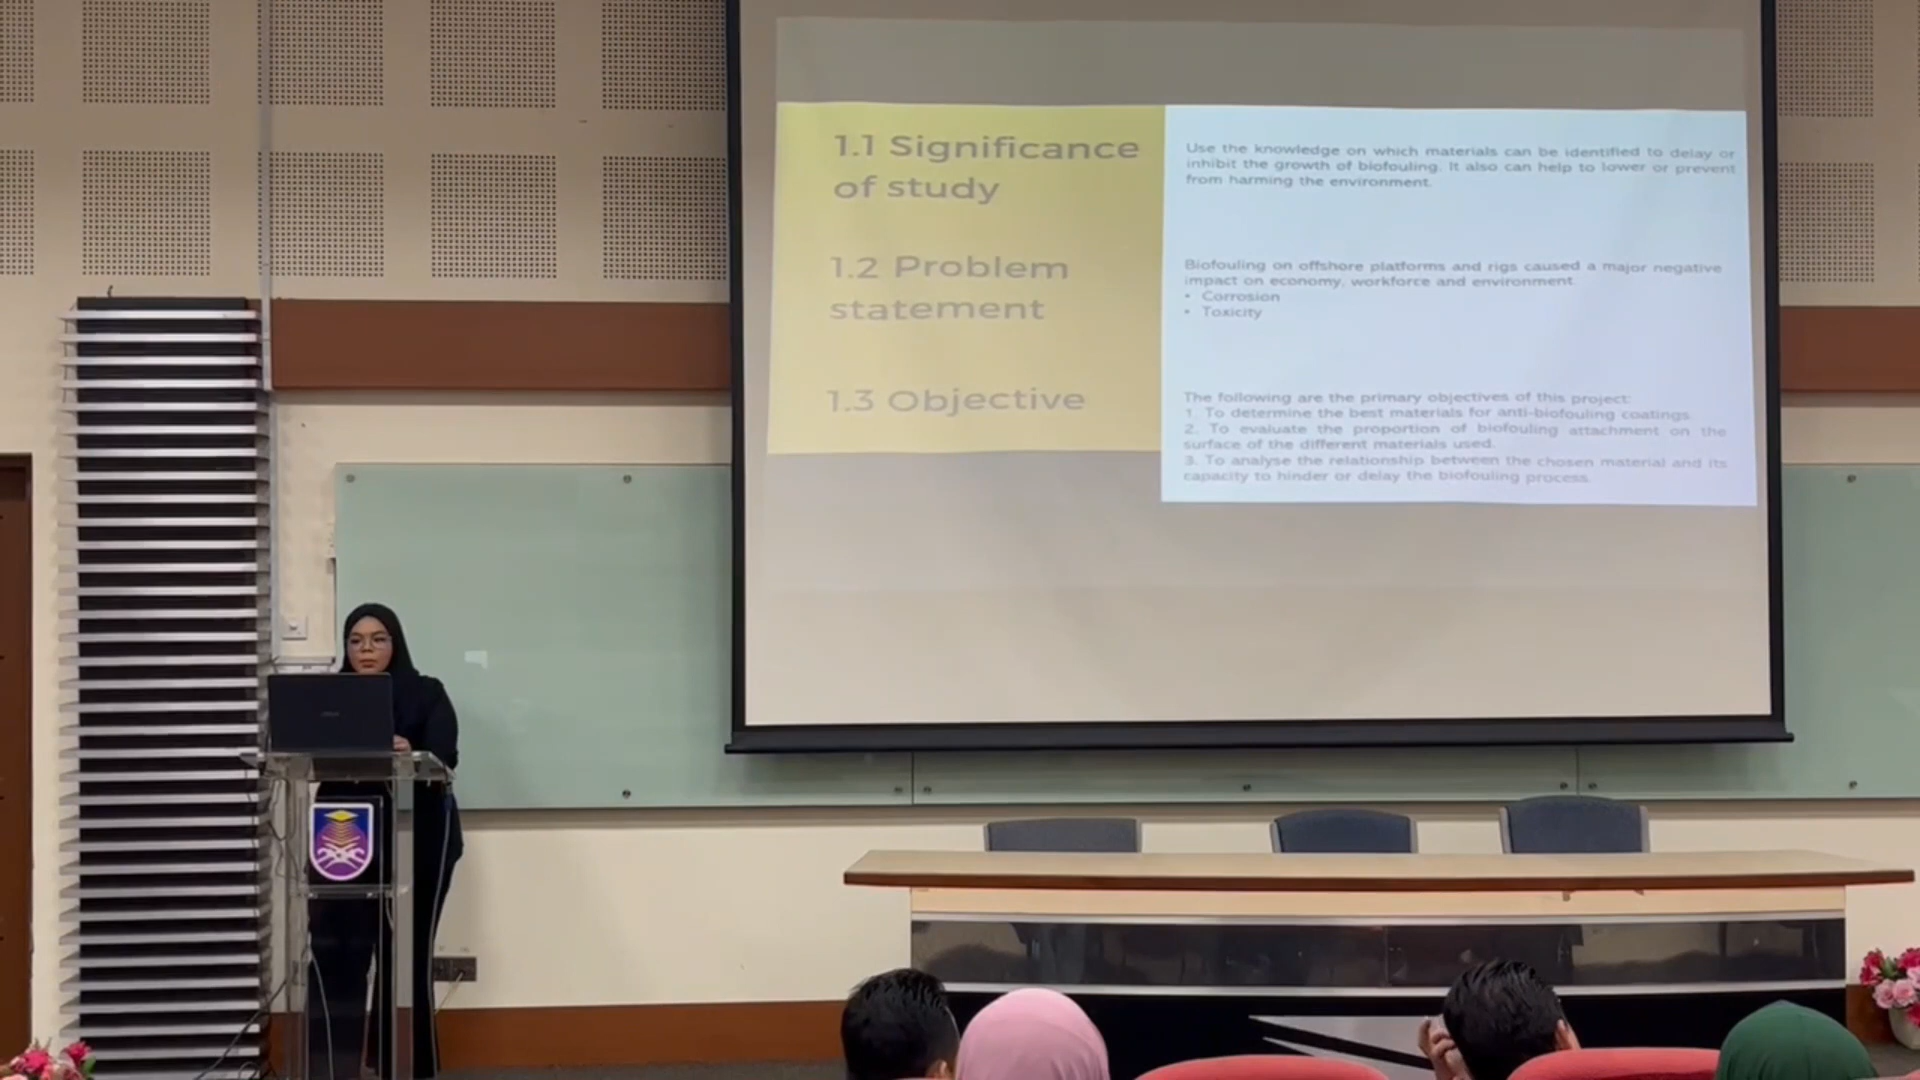 1.1 Significance
of study
Use the knowledge on which materials can be identified to delay or
inhibit the growth of biofouling. It also can help to lower or prevent
from harming the environment.
1.2 Problem
statement
Biofouling on offshore platforms and rigs caused a major negative
impact on economy, workforce and environment.
• Corrosion
• Toxicity
1.3 Objective
The following are the primary objectives of this project:
1. To determine the best materials for anti-biofouling coatings.
2. To evaluate the proportion of biofouling attachment on the
surface of the different materials used.
3. To analyse the relationship between the chosen material and its
capacity to hinder or delay the biofouling process.